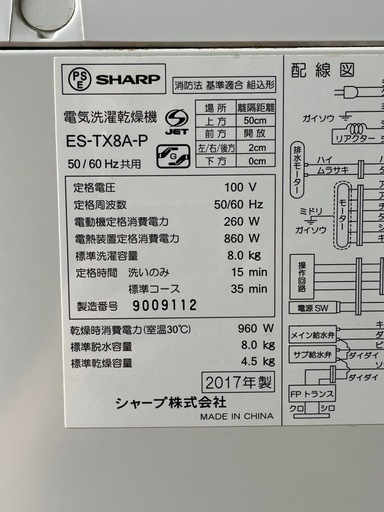 PS
E
SHARP
消防法 基準適合 組込形
配線図
電気洗濯乾燥機
S
JET
ES-TX8A-P
50/60Hz共用
G
場所 離隔距離
上方 50cm
前方 開放
左/右/後方 2cm
下方 0cm
定格電圧 100 V
定格周波数 50/60 Hz
電動機定格消費電力 260 W
電熱装置定格消費電力 860 W
標準洗濯容量 8.0 kg
定格時間 洗いのみ 15 min
標準コース 35 min
製造番号 9009112
乾燥時消費電力(室温30℃) 960 W
標準脱水容量 8.0 kg
標準乾燥容量 4.5 kg
2017年製
シャープ株式会社
MADE IN CHINA
ガイソウ
リアクター
排水モーター
ハイ
ムラサキ
ミドリ
ガイソウ
モーター
操作回路
電源SW
メイン給水弁
サブ給水弁
ダイダイ
FPトランス
クロ シロ
ダイダイ